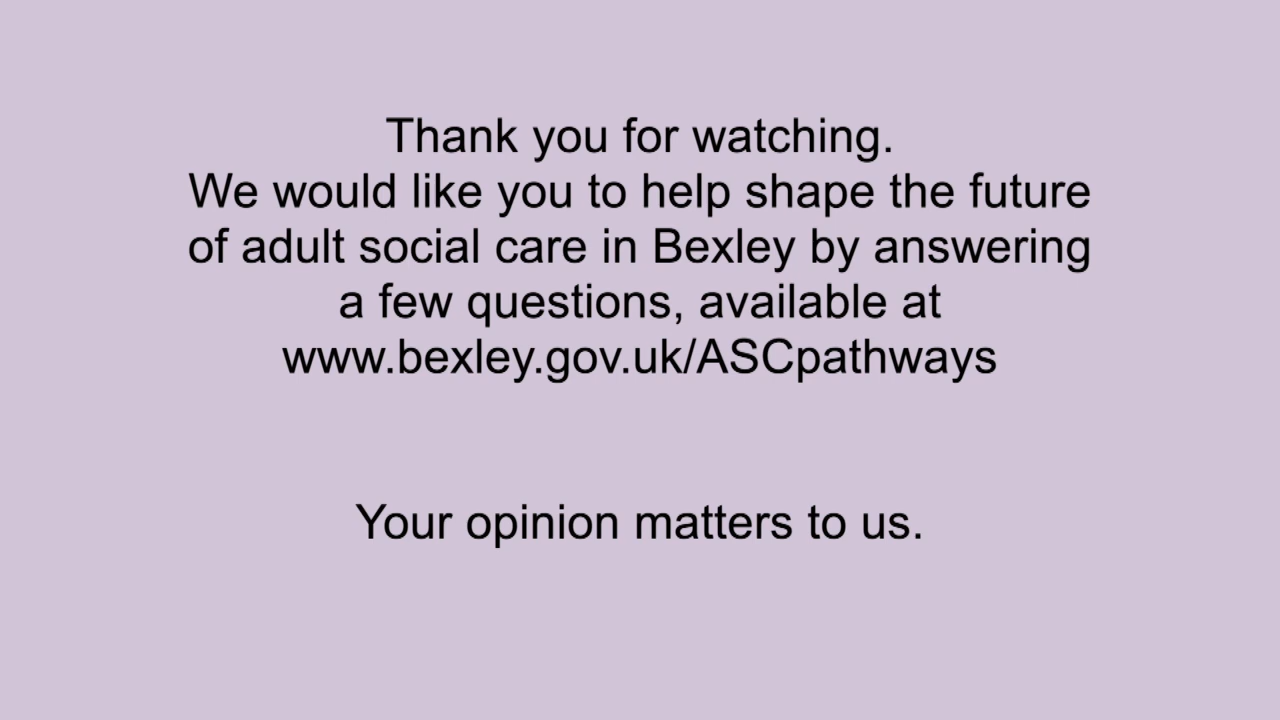 Thank you for watching.
We would like you to help shape the future
of adult social care in Bexley by answering
a few questions, available at
www.bexley.gov.uk/ASCpathways
Your opinion matters to us.